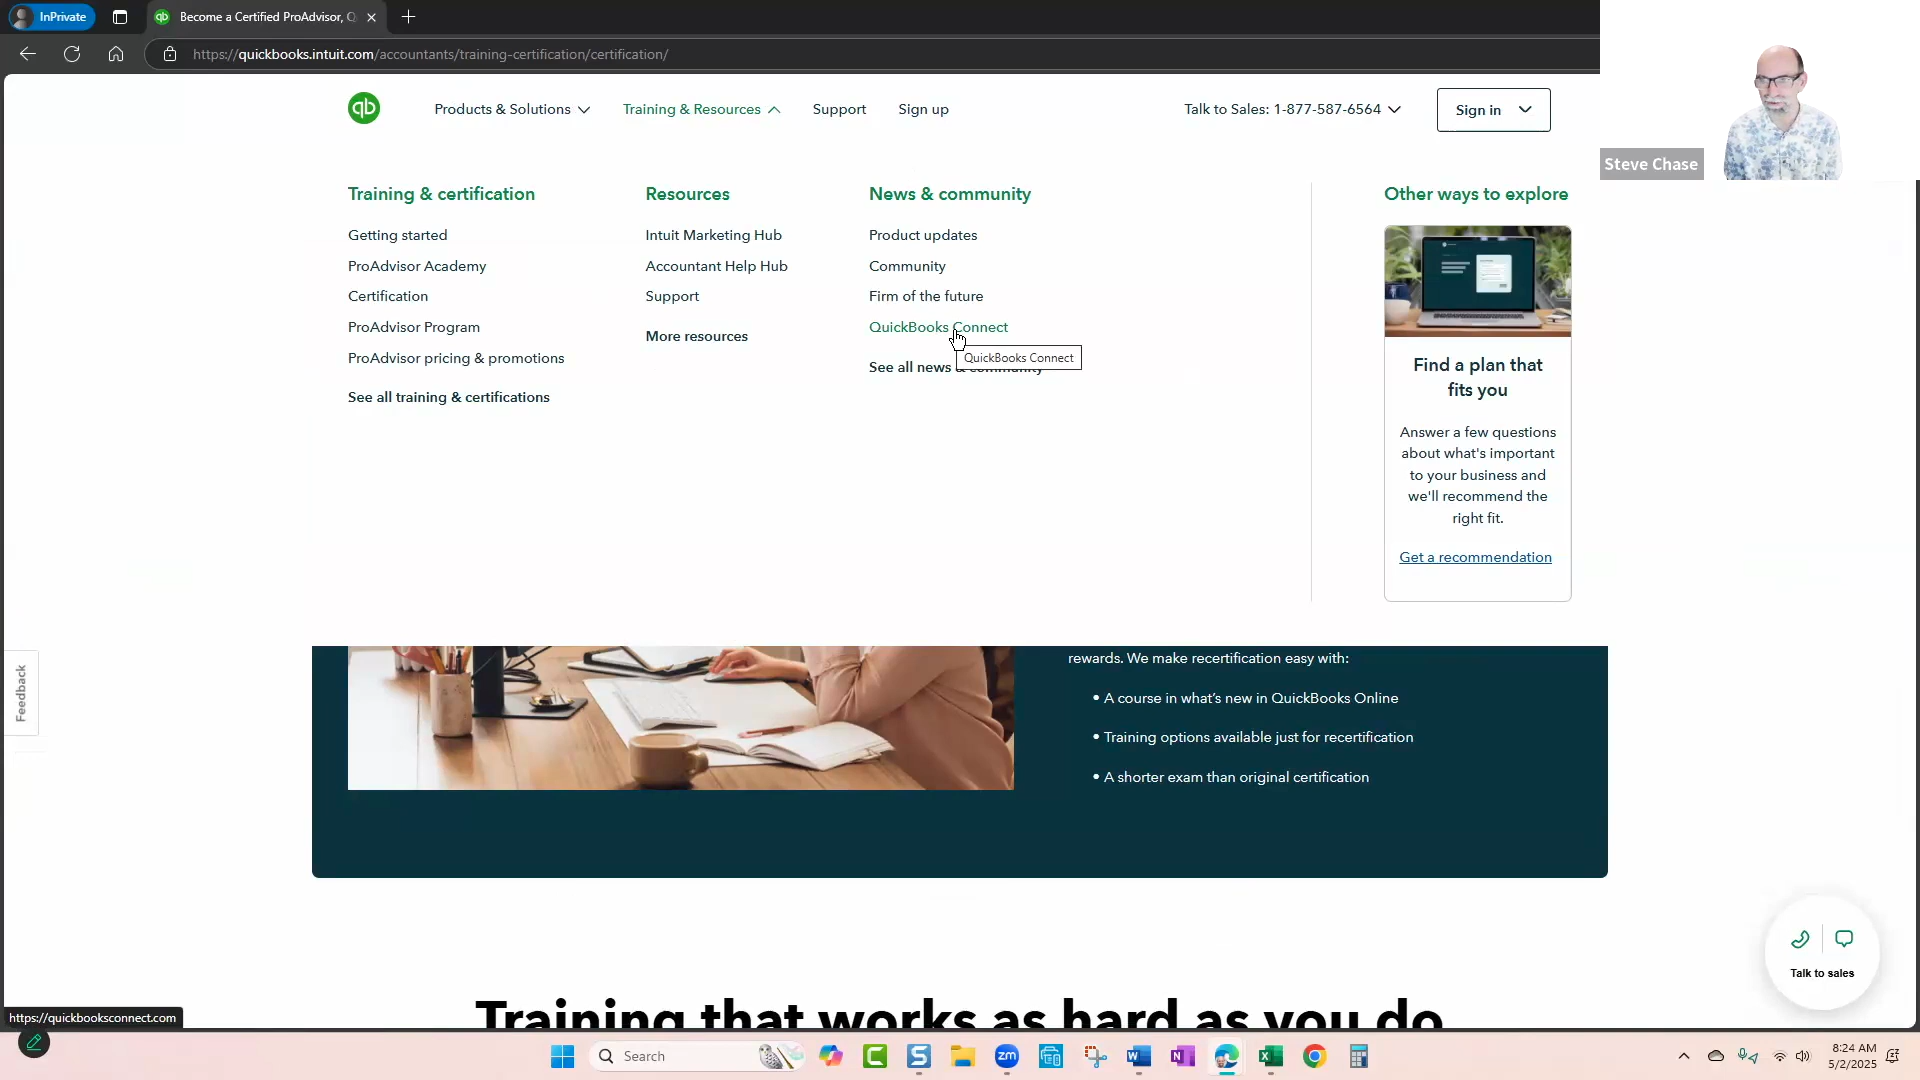 InPrivate
Become a Certified ProAdvisor, Q
https://quickbooks.intuit.com/accountants/training-certification/certification/
qb
Products & Solutions
Training & Resources
Support
Sign up
Talk to Sales: 1-877-587-6564
Sign in
Steve Chase
Training & certification
Getting started
ProAdvisor Academy
Certification
ProAdvisor Program
ProAdvisor pricing & promotions
See all training & certifications
Resources
Intuit Marketing Hub
Accountant Help Hub
Support
More resources
News & community
Product updates
Community
Firm of the future
QuickBooks Connect
QuickBooks Connect
See all news & community
Other ways to explore
Find a plan that
fits you
Answer a few questions
about what's important
to your business and
we'll recommend the
right fit.
Get a recommendation
Feedback
rewards. We make recertification easy with:
• A course in what’s new in QuickBooks Online
• Training options available just for recertification
• A shorter exam than original certification
Talk to sales
Training that works as hard as you do
https://quickbooksconnect.com
Search
zm
8:24 AM
5/2/2025